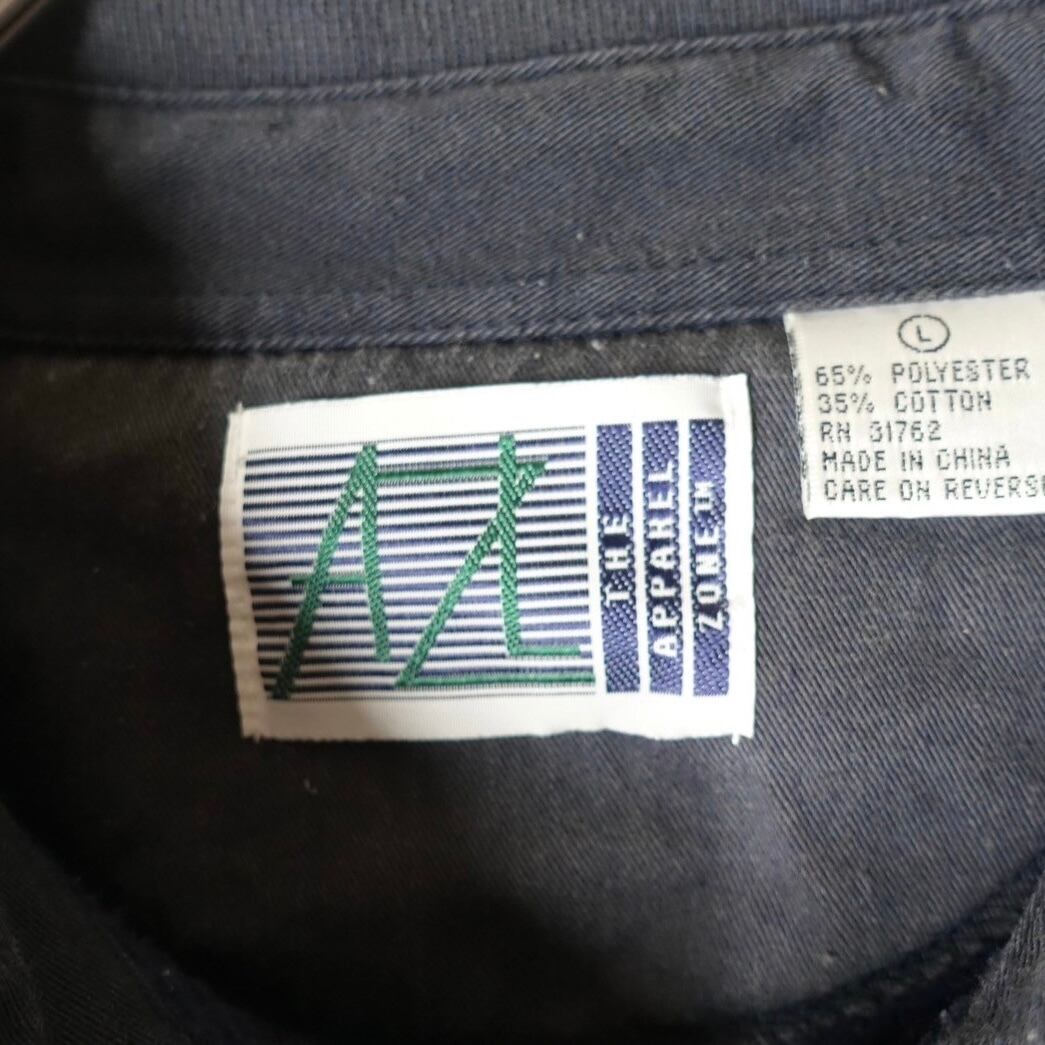 AZ
THE
APPAREL
ZONE™
L
65% POLYESTER
35% COTTON
RN 31762
MADE IN CHINA
CARE ON REVERSE